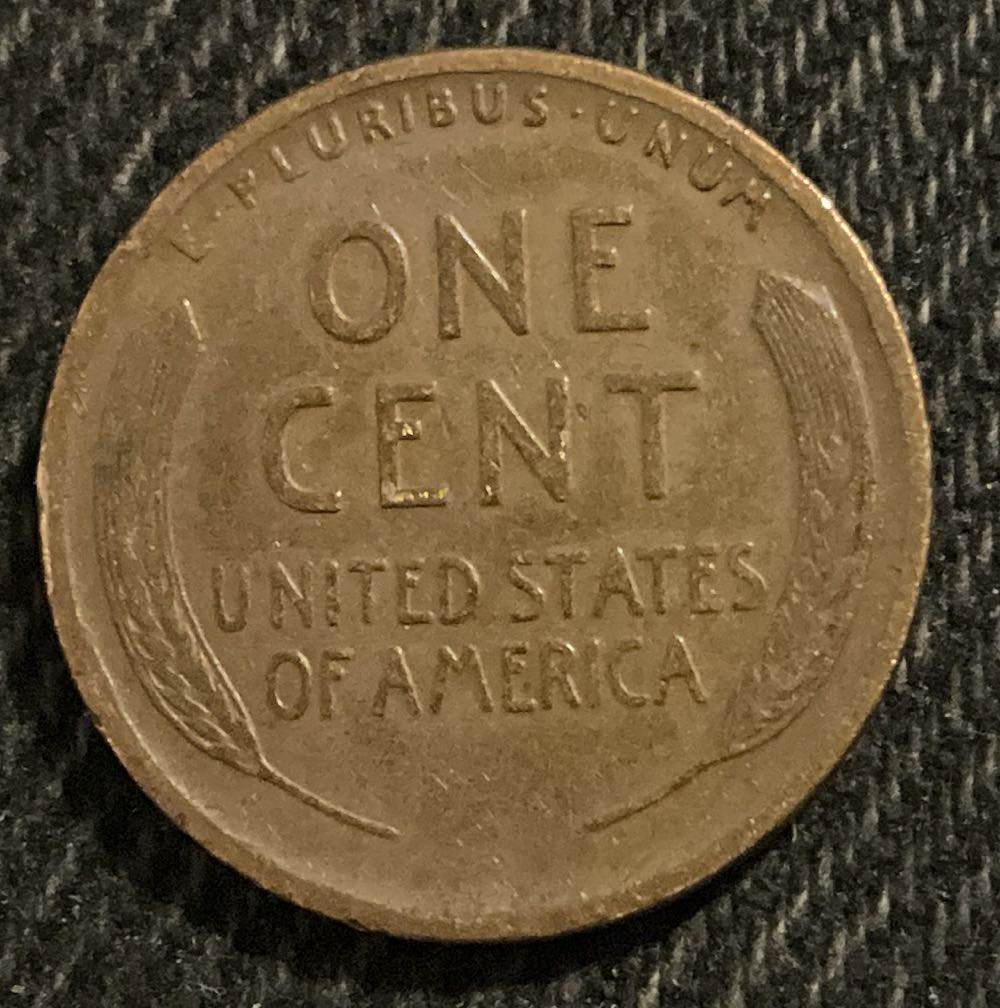 E·PLURIBUS·UNUM
ONE
CENT
UNITED STATES
OF AMERICA